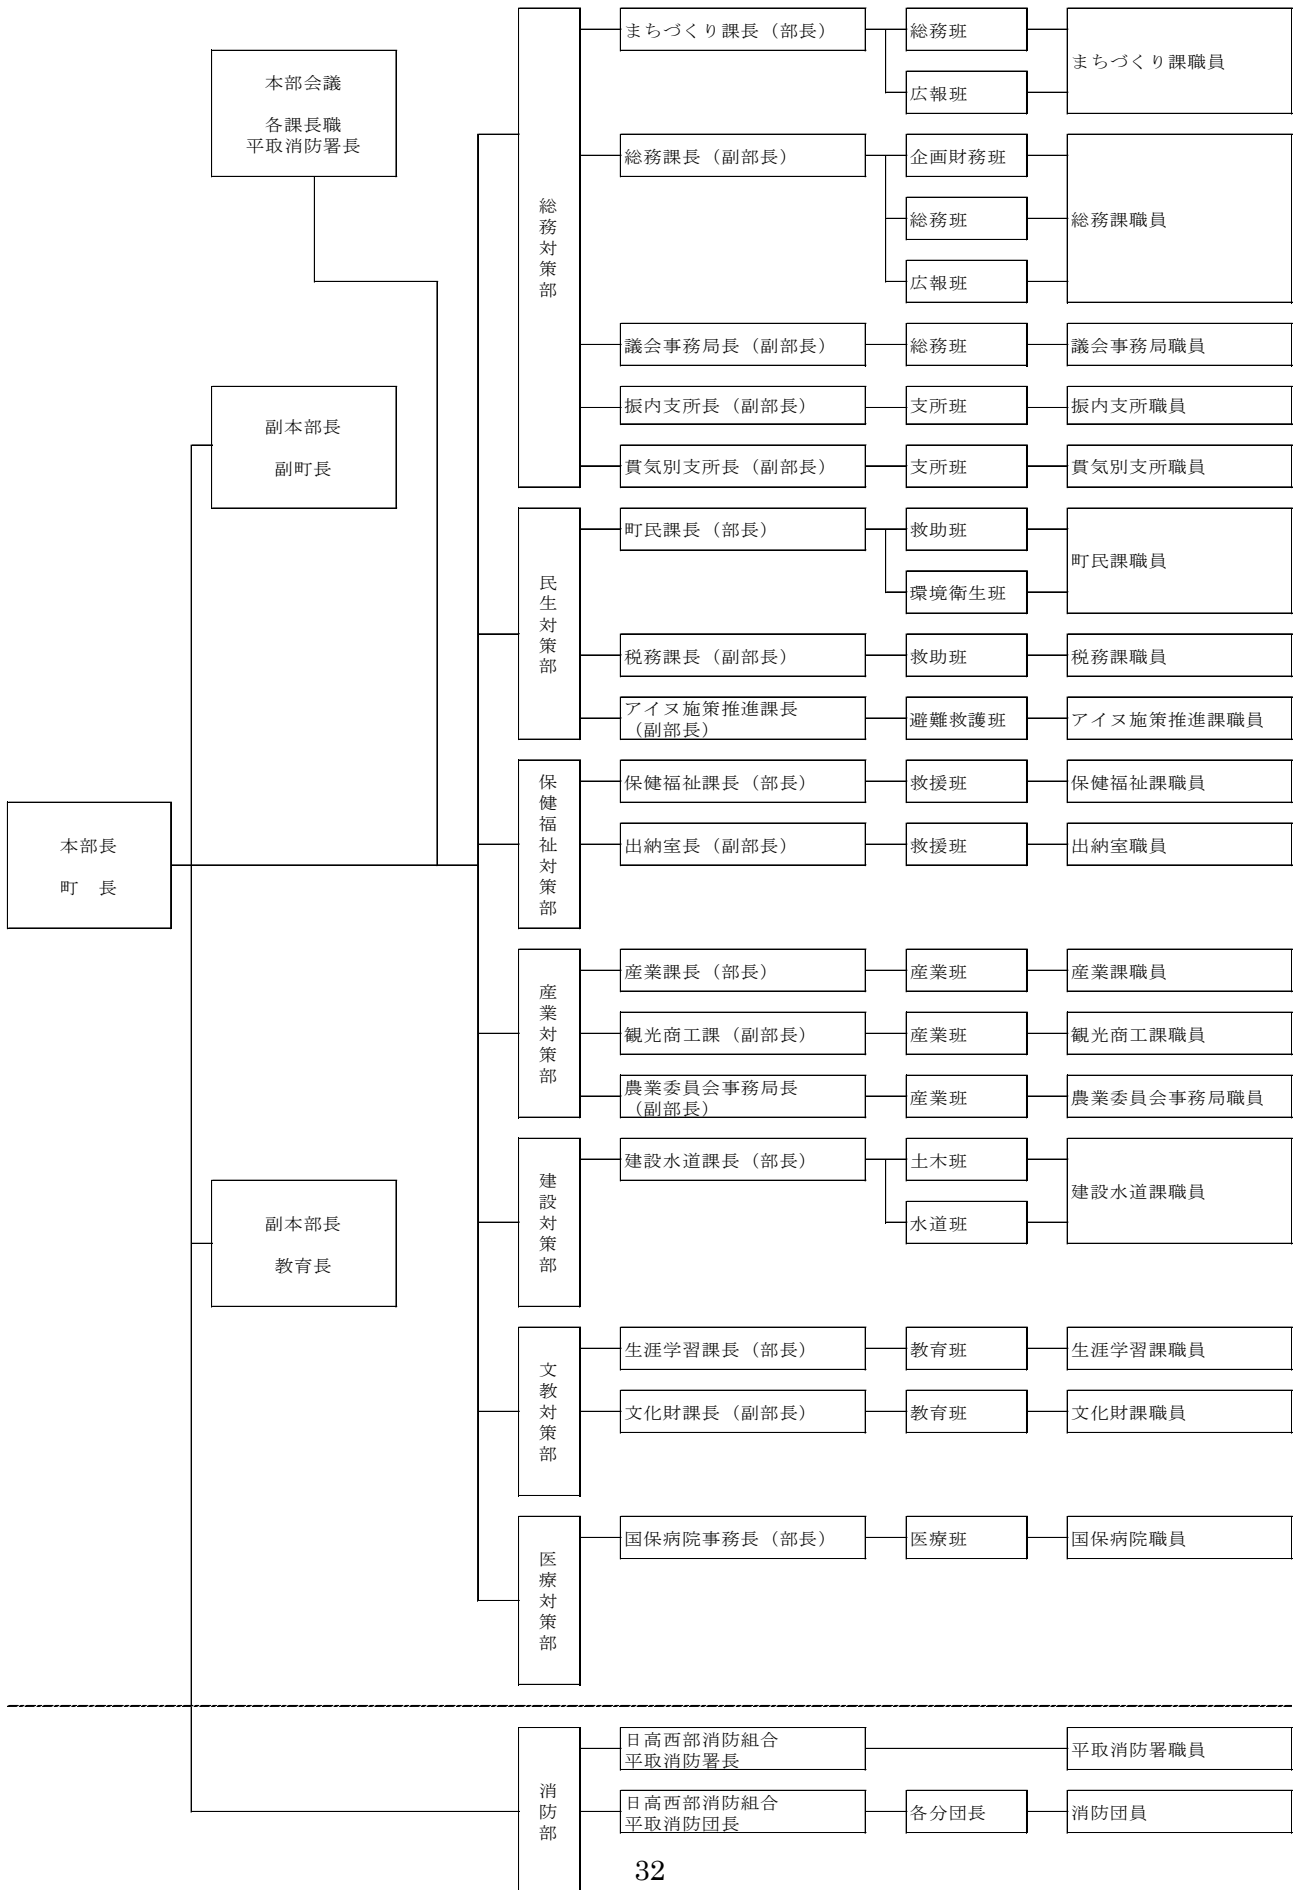 本部会議
各課長職
平取消防署長
副本部長
副町長
本部長
町　長
副本部長
教育長
総務対策部
まちづくり課長（部長）
総務班
広報班
まちづくり課職員
総務課長（副部長）
企画財務班
総務班
広報班
総務課職員
議会事務局長（副部長）
総務班
議会事務局職員
振内支所長（副部長）
支所班
振内支所職員
貫気別支所長（副部長）
支所班
貫気別支所職員
民生対策部
町民課長（部長）
救助班
環境衛生班
町民課職員
税務課長（副部長）
救助班
税務課職員
アイヌ施策推進課長
（副部長）
避難救護班
アイヌ施策推進課職員
保健福祉対策部
保健福祉課長（部長）
救援班
保健福祉課職員
出納室長（副部長）
救援班
出納室職員
産業対策部
産業課長（部長）
産業班
産業課職員
観光商工課（副部長）
産業班
観光商工課職員
農業委員会事務局長
（副部長）
産業班
農業委員会事務局職員
建設対策部
建設水道課長（部長）
土木班
水道班
建設水道課職員
文教対策部
生涯学習課長（部長）
教育班
生涯学習課職員
文化財課長（副部長）
教育班
文化財課職員
医療対策部
国保病院事務長（部長）
医療班
国保病院職員
消防部
日高西部消防組合
平取消防署長
平取消防署職員
日高西部消防組合
平取消防団長
各分団長
消防団員
32